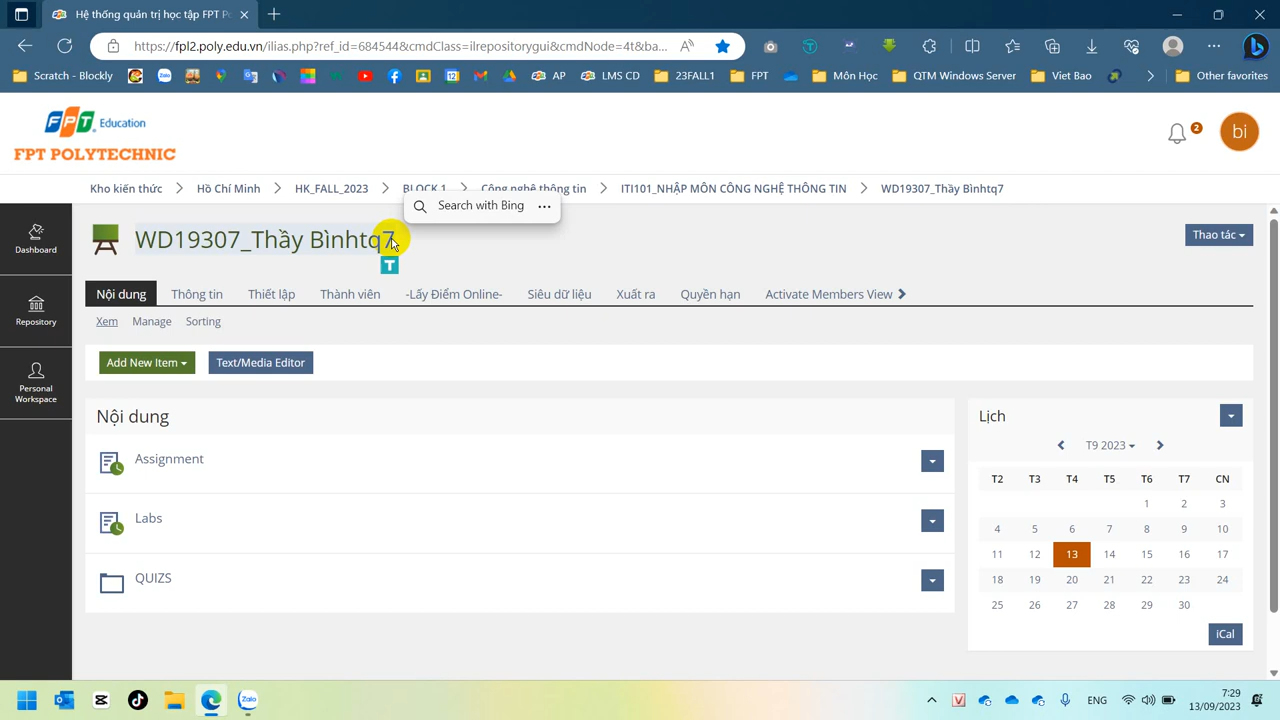 Hệ thống quản trị học tập FPT P
https://fpl2.poly.edu.vn/ilias.php?ref_id=684544&cmdClass=ilrepositorygui&cmdNode=4t&ba...
Scratch - Blockly
AP
LMS CD
23FALL1
FPT
Môn Học
QTM Windows Server
Viet Bao
Other favorites
FPT Education
FPT POLYTECHNIC
2
bi
Kho kiến thức
Hồ Chí Minh
HK_FALL_2023
BLOCK 1
Công nghệ thông tin
ITI101_NHẬP MÔN CÔNG NGHỆ THÔNG TIN
WD19307_Thầy Bìnhtq7
Search with Bing
Dashboard
Repository
Personal
Workspace
WD19307_Thầy Bìnhtq7
T
Thao tác
Nội dung
Thông tin
Thiết lập
Thành viên
-Lấy Điểm Online-
Siêu dữ liệu
Xuất ra
Quyền hạn
Activate Members View
Xem
Manage
Sorting
Add New Item
Text/Media Editor
Nội dung
Assignment
Labs
QUIZS
Lịch
T9 2023
T2 T3 T4 T5 T6 T7 CN
1 2 3
4 5 6 7 8 9 10
11 12 13 14 15 16 17
18 19 20 21 22 23 24
25 26 27 28 29 30
iCal
Zalo
ENG
7:29
13/09/2023